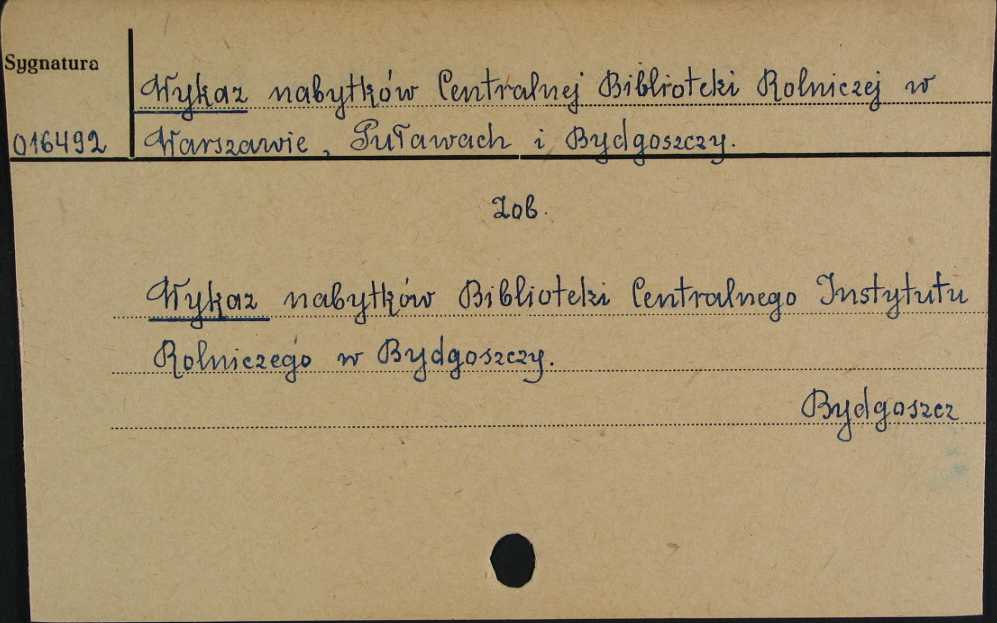 Sygnatura
Wykaz nabytków Centralnej Biblioteki Rolniczej w
016492 Warszawie, Puławach i Bydgoszczy.
Zob.
Wykaz nabytków Biblioteki Centralnego Instytutu
Rolniczego w Bydgoszczy.
Bydgoszcz